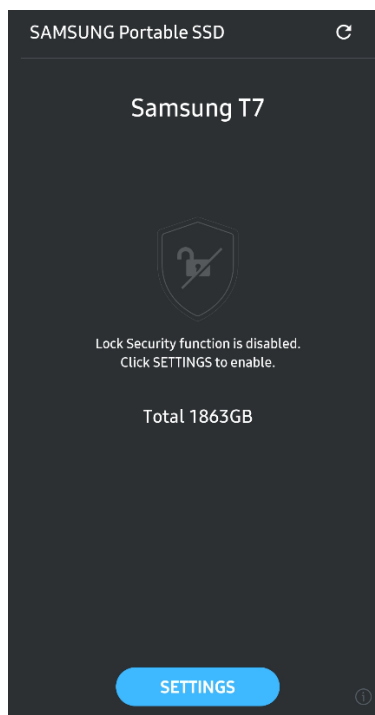 SAMSUNG Portable SSD
Samsung T7
Lock Security function is disabled.
Click SETTINGS to enable.
Total 1863GB
SETTINGS